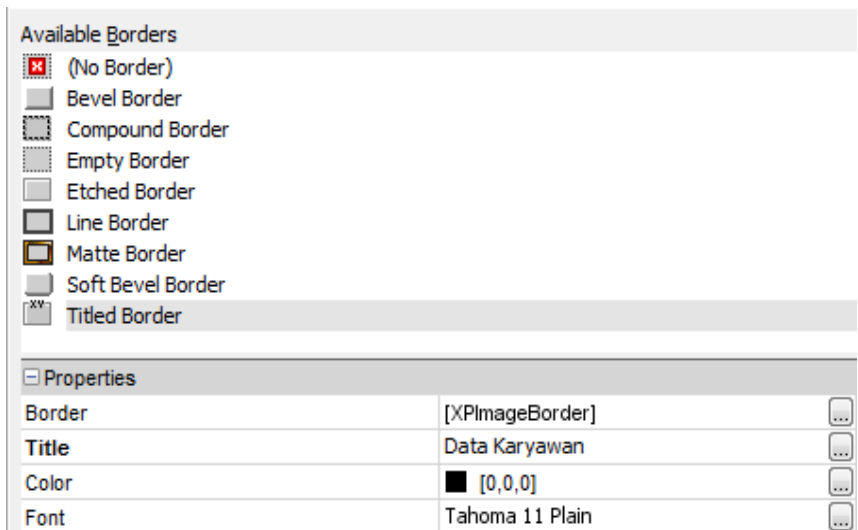 Available Borders
(No Border)
Bevel Border
Compound Border
Empty Border
Etched Border
Line Border
Matte Border
Soft Bevel Border
XY Titled Border
Properties
Border [XPImageBorder] ...
Title Data Karyawan ...
Color [0,0,0] ...
Font Tahoma 11 Plain ...